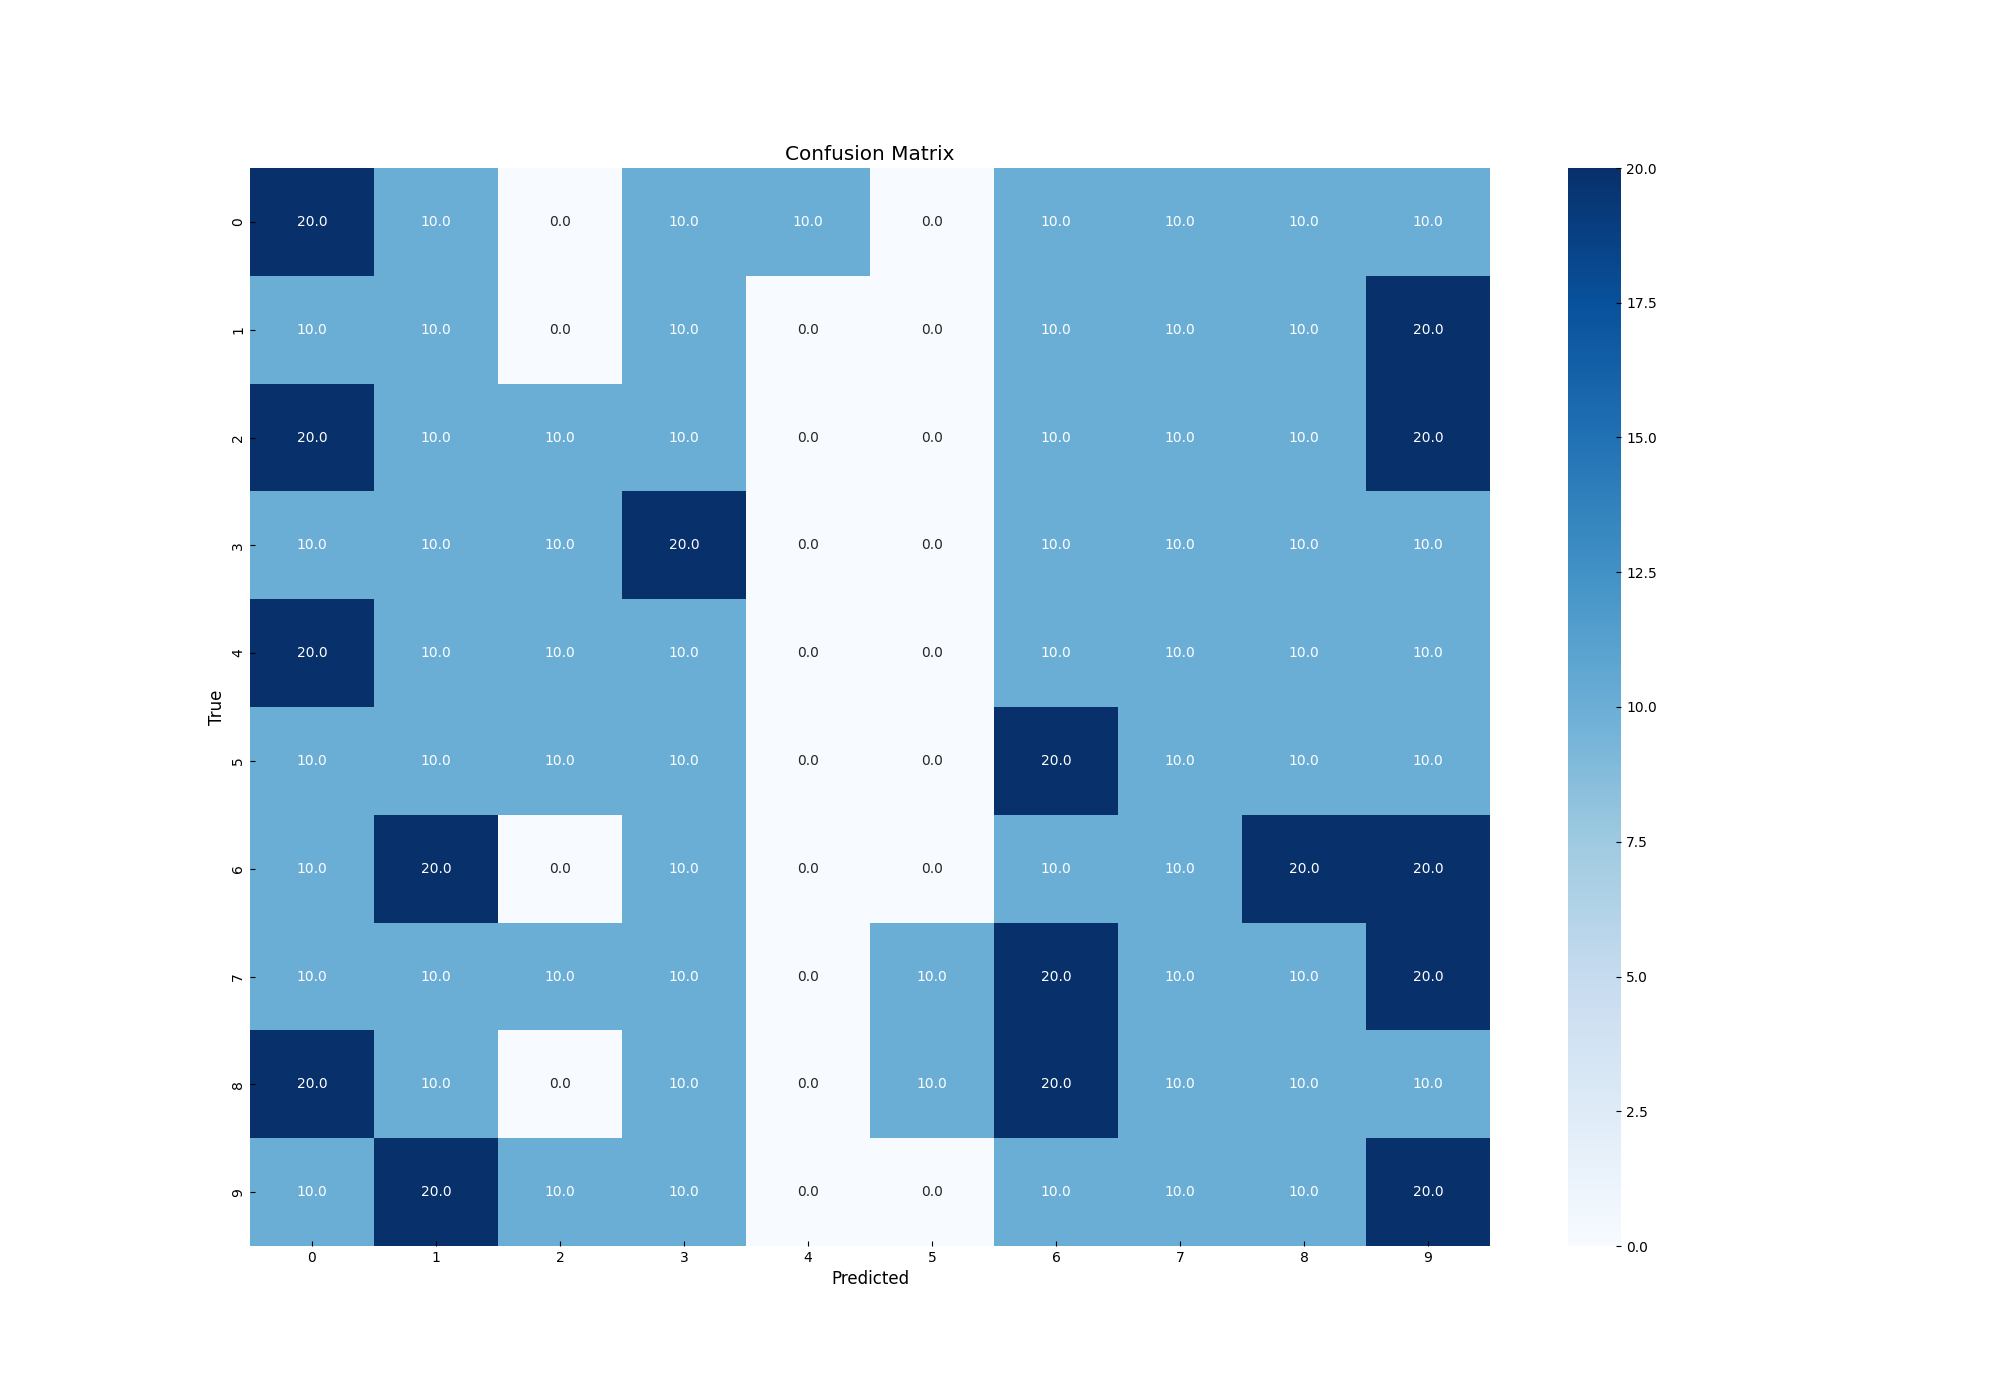 Confusion Matrix
0 20.0 10.0 0.0 10.0 10.0 0.0 10.0 10.0 10.0 10.0
1 10.0 10.0 0.0 10.0 0.0 0.0 10.0 10.0 10.0 20.0
2 20.0 10.0 10.0 10.0 0.0 0.0 10.0 10.0 10.0 20.0
3 10.0 10.0 10.0 20.0 0.0 0.0 10.0 10.0 10.0 10.0
4 20.0 10.0 10.0 10.0 0.0 0.0 10.0 10.0 10.0 10.0
5 10.0 10.0 10.0 10.0 0.0 0.0 20.0 10.0 10.0 10.0
6 10.0 20.0 0.0 10.0 0.0 0.0 10.0 10.0 20.0 20.0
7 10.0 10.0 10.0 10.0 0.0 10.0 20.0 10.0 10.0 20.0
8 20.0 10.0 0.0 10.0 0.0 10.0 20.0 10.0 10.0 10.0
9 10.0 20.0 10.0 10.0 0.0 0.0 10.0 10.0 10.0 20.0
True
0 1 2 3 4 5 6 7 8 9
Predicted
20.0
17.5
15.0
12.5
10.0
7.5
5.0
2.5
0.0